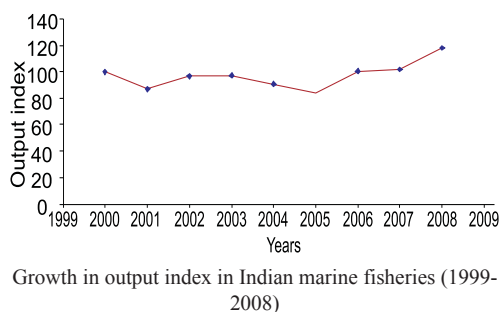 Output index
140
120
100
80
60
40
20
0
1999 2000 2001 2002 2003 2004 2005 2006 2007 2008 2009
Years
Growth in output index in Indian marine fisheries (1999-
2008)